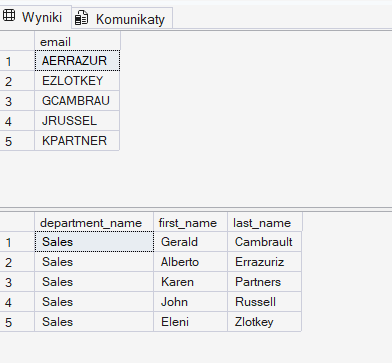 Wyniki Komunikaty
email
1 AERRAZUR
2 EZLOTKEY
3 GCAMBRAU
4 JRUSSEL
5 KPARTNER
department_name first_name last_name
1 Sales Gerald Cambrault
2 Sales Alberto Errazuriz
3 Sales Karen Partners
4 Sales John Russell
5 Sales Eleni Zlotkey